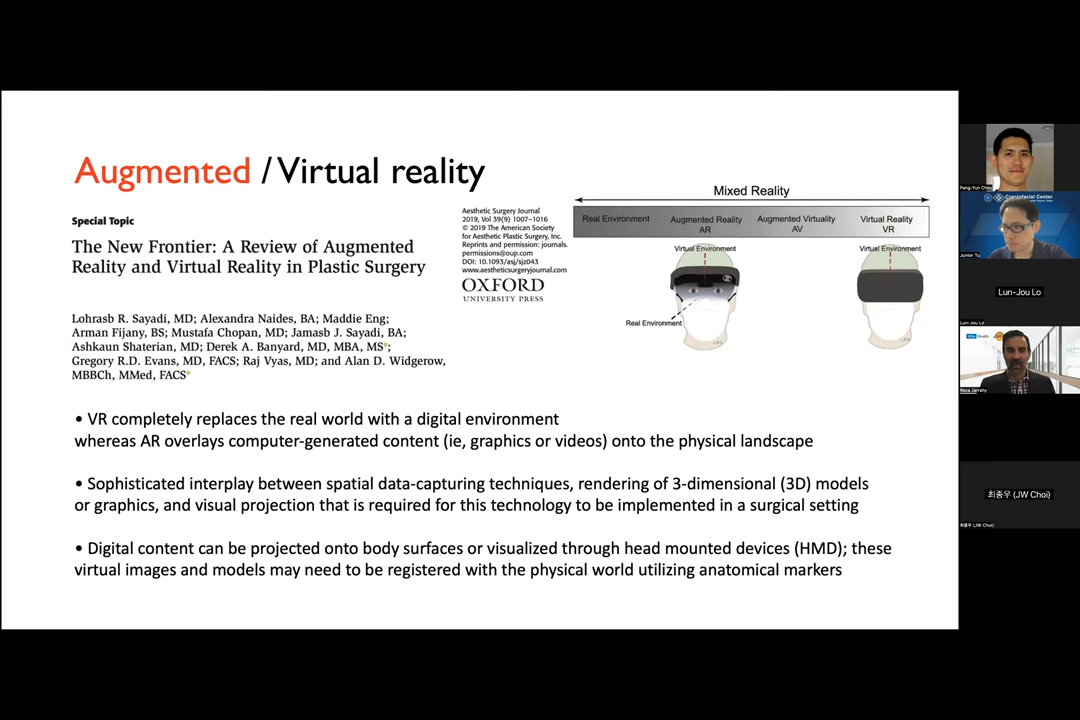 Augmented / Virtual reality
Special Topic
The New Frontier: A Review of Augmented
Reality and Virtual Reality in Plastic Surgery
Lohrasb R. Sayadi, MD; Alexandra Naides, BA; Maddie Eng;
Arman Fijany, BS; Mustafa Chopan, MD; Jamasb J. Sayadi, BA;
Ashkaun Shaterian, MD; Derek A. Banyard, MD, MBA, MS;
Gregory R.D. Evans, MD, FACS; Raj Vyas, MD; and Alan D. Widgerow,
MBBCh, MMed, FACS
Aesthetic Surgery Journal
2019, Vol 39(9) 1007–1016
© 2019 The American Society
for Aesthetic Plastic Surgery, Inc.
Reprints and permission: journals.
permissions@oup.com
DOI: 10.1093/asj/sjz043
www.aestheticsurgeryjournal.com
OXFORD
UNIVERSITY PRESS
Mixed Reality
Real Environment
Augmented Reality
AR
Augmented Virtuality
AV
Virtual Reality
VR
Virtual Environment
Virtual Environment
Real Environment
• VR completely replaces the real world with a digital environment
whereas AR overlays computer-generated content (ie, graphics or videos) onto the physical landscape
• Sophisticated interplay between spatial data-capturing techniques, rendering of 3-dimensional (3D) models
or graphics, and visual projection that is required for this technology to be implemented in a surgical setting
• Digital content can be projected onto body surfaces or visualized through head mounted devices (HMD); these
virtual images and models may need to be registered with the physical world utilizing anatomical markers
Pang-Yun Chou
Craniofacial Center
Junior Tu
Lun-Jou Lo
Lun-Jou Lo
Health
Reza Jarrahy
최종우 (JW Choi)
최종우 (JW Choi)